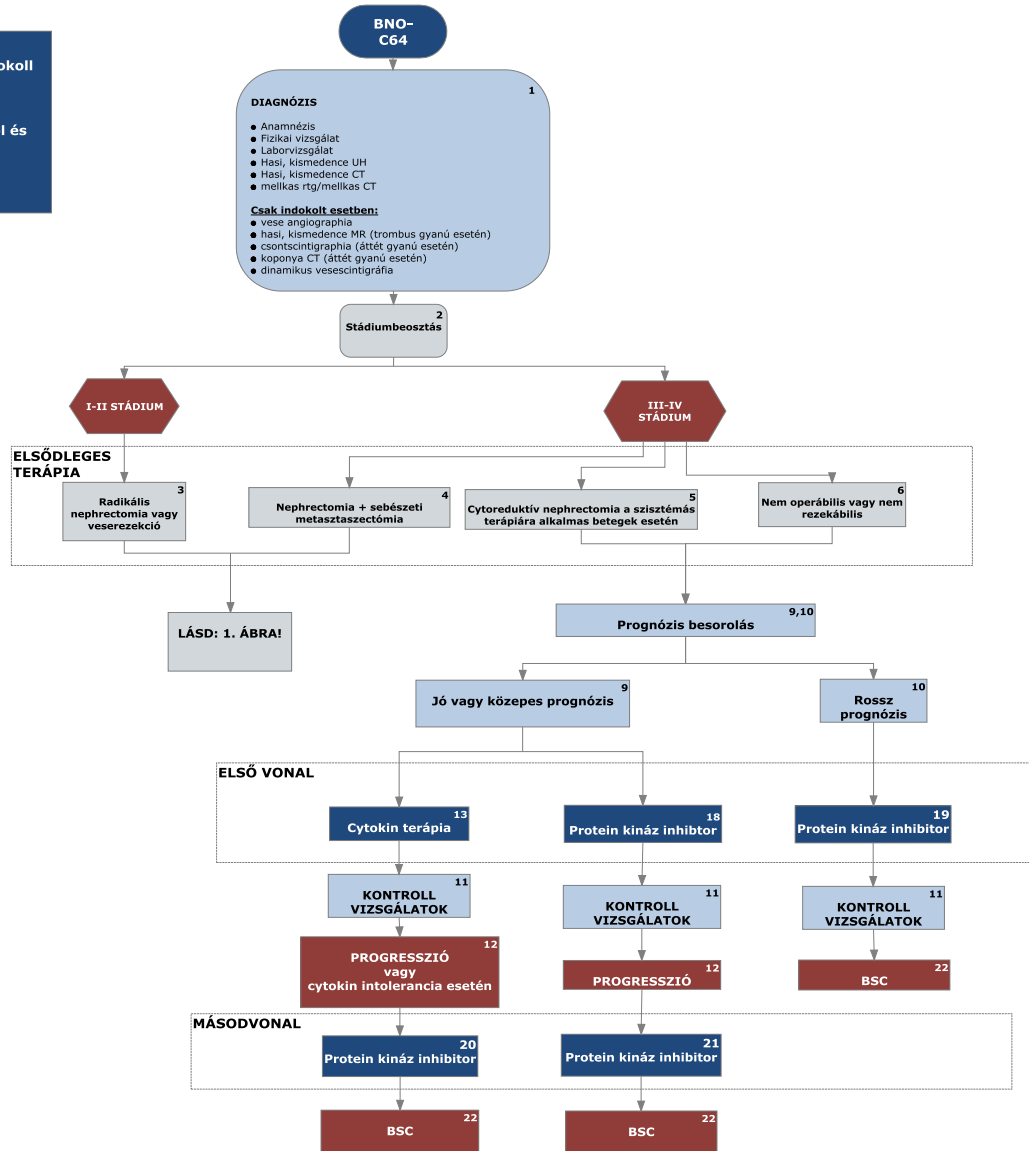 BNO–
C64
okoll
l és
1
DIAGNÓZIS
● Anamnézis
● Fizikai vizsgálat
● Laborvizsgálat
● Hasi, kismedence UH
● Hasi, kismedence CT
● mellkas rtg/mellkas CT
Csak indokolt esetben:
● vese angiographia
● hasi, kismedence MR (trombus gyanú esetén)
● csontscintigraphia (áttét gyanú esetén)
● koponya CT (áttét gyanú esetén)
● dinamikus vesescintigráfia
2
Stádiumbeosztás
I-II STÁDIUM
III-IV
STÁDIUM
ELSŐDLEGES
TERÁPIA
3
Radikális
nephrectomia vagy
veserezekció
4
Nephrectomia + sebészeti
metasztaszectómia
5
Cytoreduktív nephrectomia a szisztémás
terápiára alkalmas betegek esetén
6
Nem operábilis vagy nem
rezekábilis
LÁSD: 1. ÁBRA!
9,10
Prognózis besorolás
9
Jó vagy közepes prognózis
10
Rossz
prognózis
ELSŐ VONAL
13
Cytokin terápia
18
Protein kináz inhibtor
19
Protein kináz inhibitor
11
KONTROLL
VIZSGÁLATOK
11
KONTROLL
VIZSGÁLATOK
11
KONTROLL
VIZSGÁLATOK
12
PROGRESSZIÓ
vagy
cytokin intolerancia esetén
12
PROGRESSZIÓ
22
BSC
MÁSODVONAL
20
Protein kináz inhibitor
21
Protein kináz inhibitor
22
BSC
22
BSC